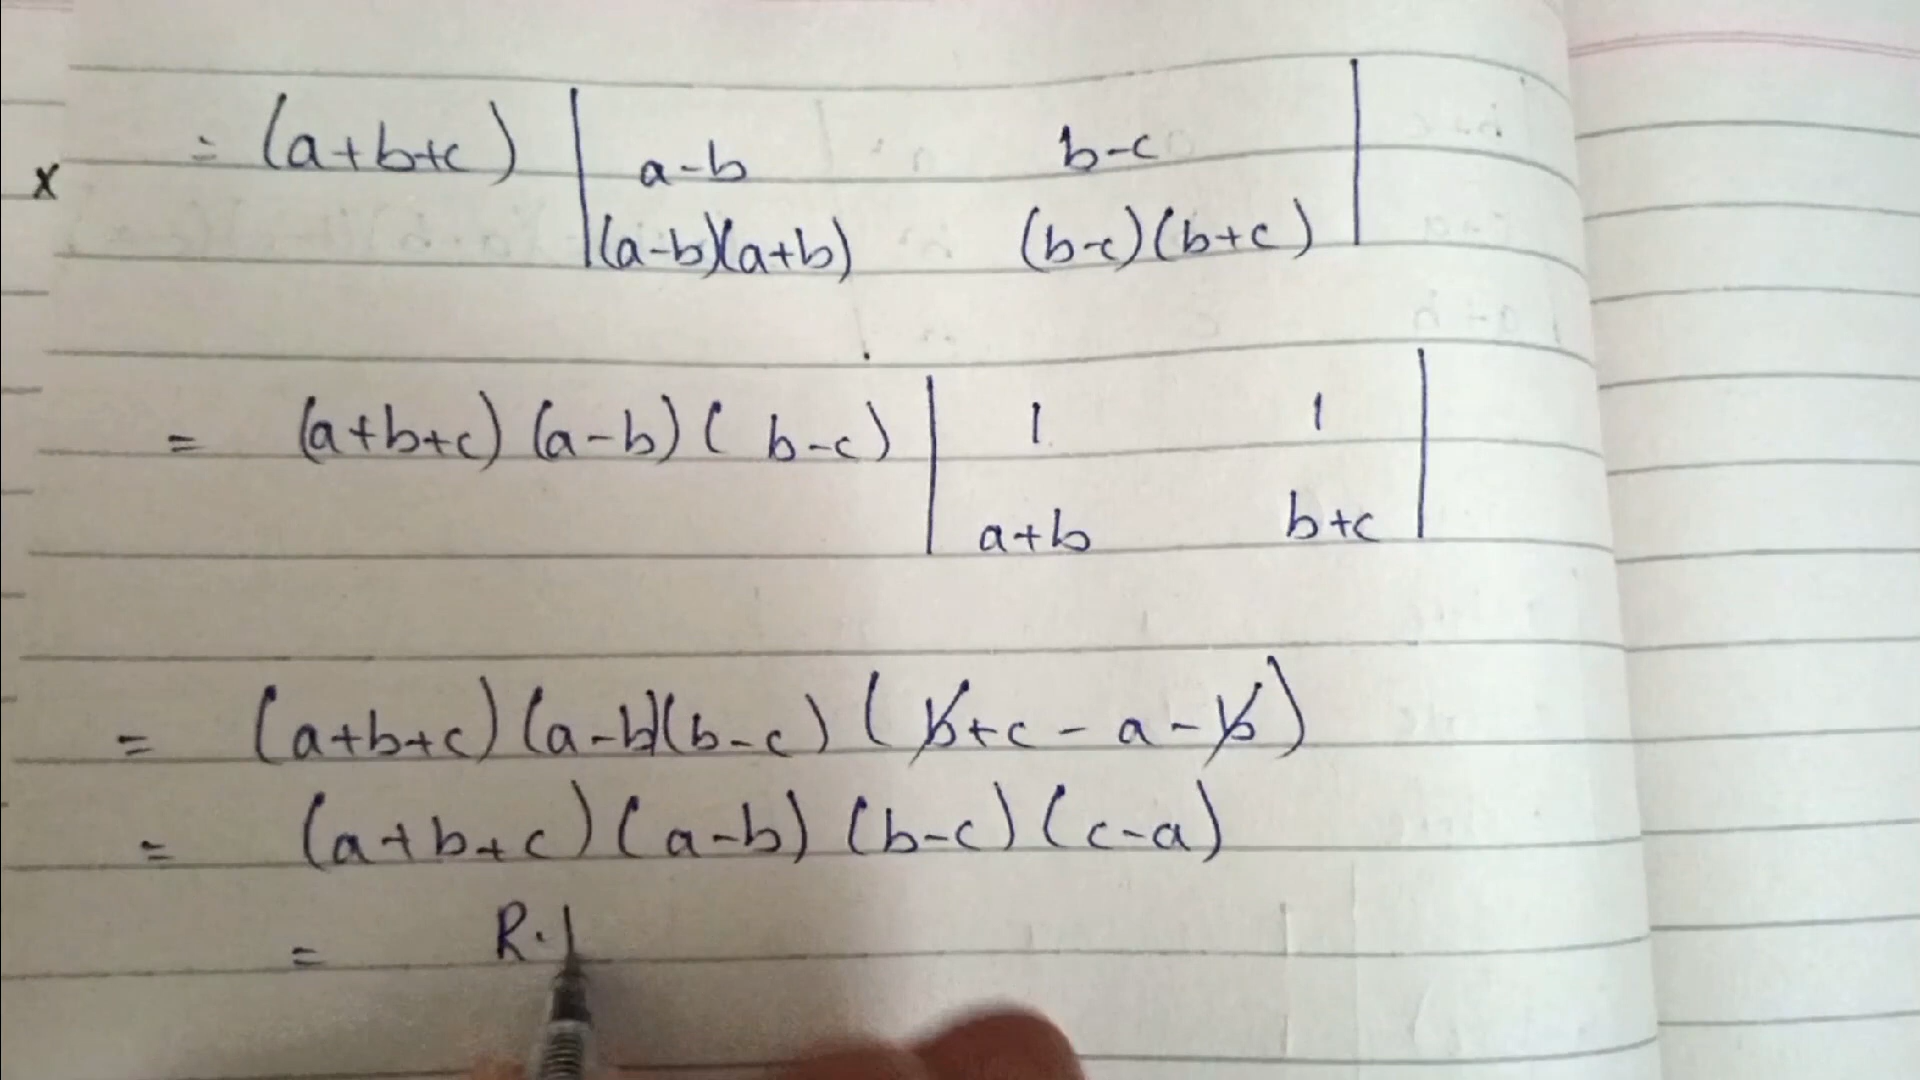 = (a+b+c) | a-b b-c |
x
|(a-b)(a+b) (b-c)(b+c)|
= (a+b+c) (a-b) (b-c) | 1 1 |
| a+b b+c |
= (a+b+c) (a-b)(b-c) (b+c - a - b)
= (a+b+c) (a-b) (b-c) (c-a)
= R.